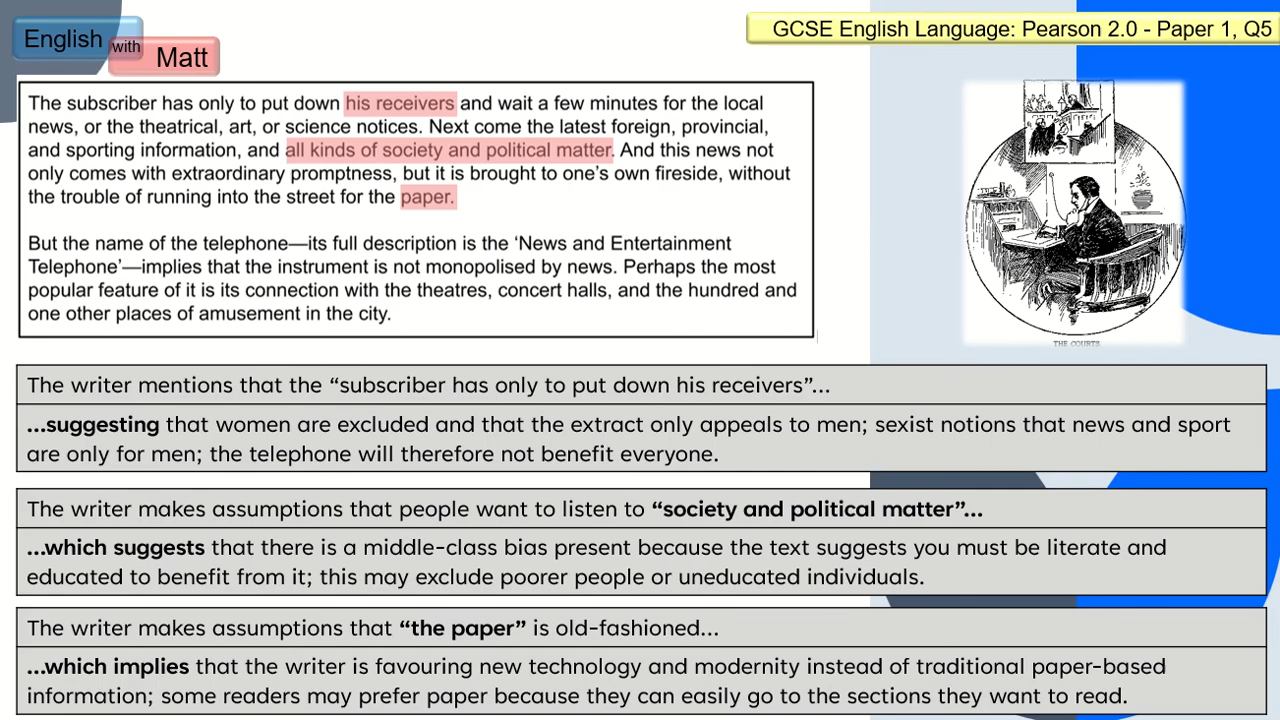 English with Matt
GCSE English Language: Pearson 2.0 - Paper 1, Q5
The subscriber has only to put down his receivers and wait a few minutes for the local
news, or the theatrical, art, or science notices. Next come the latest foreign, provincial,
and sporting information, and all kinds of society and political matter. And this news not
only comes with extraordinary promptness, but it is brought to one’s own fireside, without
the trouble of running into the street for the paper.
But the name of the telephone—its full description is the ‘News and Entertainment
Telephone’—implies that the instrument is not monopolised by news. Perhaps the most
popular feature of it is its connection with the theatres, concert halls, and the hundred and
one other places of amusement in the city.
THE COURTS
The writer mentions that the “subscriber has only to put down his receivers”...
...suggesting that women are excluded and that the extract only appeals to men; sexist notions that news and sport
are only for men; the telephone will therefore not benefit everyone.
The writer makes assumptions that people want to listen to “society and political matter”...
...which suggests that there is a middle-class bias present because the text suggests you must be literate and
educated to benefit from it; this may exclude poorer people or uneducated individuals.
The writer makes assumptions that “the paper” is old-fashioned...
...which implies that the writer is favouring new technology and modernity instead of traditional paper-based
information; some readers may prefer paper because they can easily go to the sections they want to read.